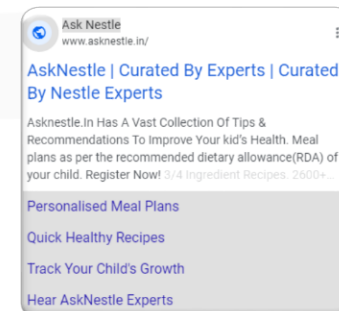 Ask Nestle
www.asknestle.in/
AskNestle | Curated By Experts | Curated
By Nestle Experts
Asknestle.In Has A Vast Collection Of Tips &
Recommendations To Improve Your kid's Health. Meal
plans as per the recommended dietary allowance(RDA) of
your child. Register Now! 3/4 Ingredient Recipes. 2600+...
Personalised Meal Plans
Quick Healthy Recipes
Track Your Child's Growth
Hear AskNestle Experts